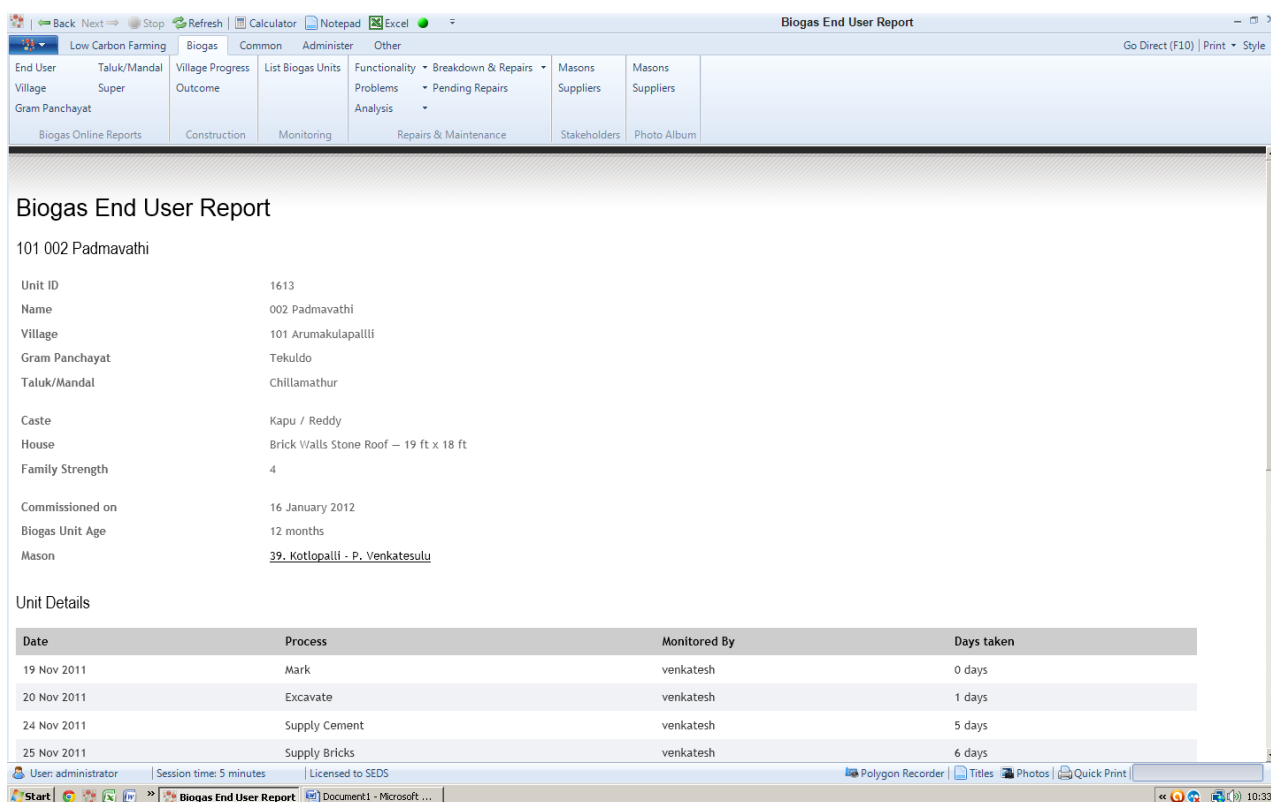 Back Next Stop Refresh Calculator Notepad Excel Biogas End User Report
Low Carbon Farming Biogas Common Administer Other Go Direct (F10) Print Style
End User Taluk/Mandal Village Progress List Biogas Units Functionality Breakdown & Repairs Masons Masons
Village Super Outcome Problems Pending Repairs Suppliers Suppliers
Gram Panchayat Analysis
Biogas Online Reports Construction Monitoring Repairs & Maintenance Stakeholders Photo Album
Biogas End User Report
101 002 Padmavathi
Unit ID 1613
Name 002 Padmavathi
Village 101 Arumakulapallli
Gram Panchayat Tekuldo
Taluk/Mandal Chillamathur
Caste Kapu / Reddy
House Brick Walls Stone Roof — 19 ft x 18 ft
Family Strength 4
Commissioned on 16 January 2012
Biogas Unit Age 12 months
Mason 39. Kotlopalli - P. Venkatesulu
Unit Details
Date Process Monitored By Days taken
19 Nov 2011 Mark venkatesh 0 days
20 Nov 2011 Excavate venkatesh 1 days
24 Nov 2011 Supply Cement venkatesh 5 days
25 Nov 2011 Supply Bricks venkatesh 6 days
User: administrator Session time: 5 minutes Licensed to SEDS Polygon Recorder Titles Photos Quick Print
Start Biogas End User Report Document1 - Microsoft ... 10:33